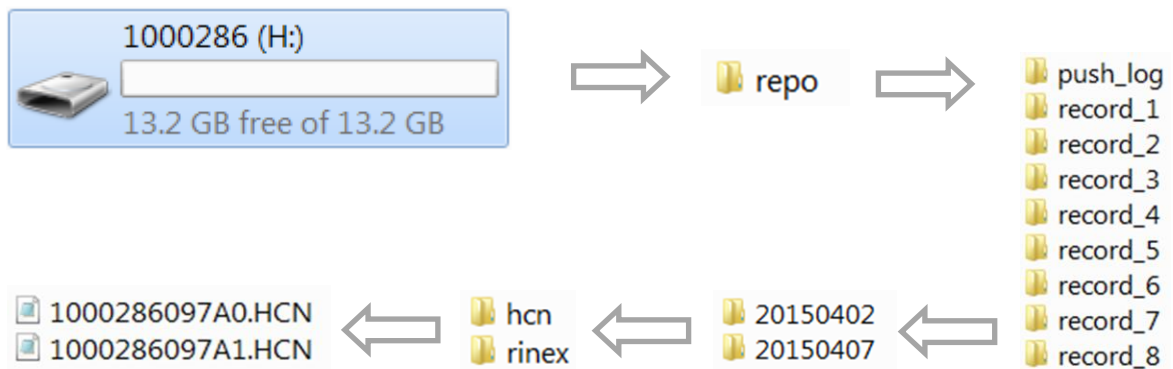 1000286 (H:)
13.2 GB free of 13.2 GB
repo
push_log
record_1
record_2
record_3
record_4
record_5
record_6
record_7
record_8
20150402
20150407
hcn
rinex
1000286097A0.HCN
1000286097A1.HCN